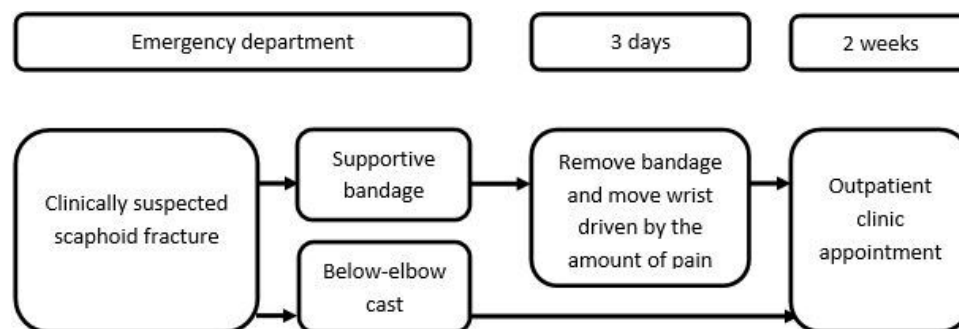 Emergency department
3 days
2 weeks
Clinically suspected
scaphoid fracture
Supportive
bandage
Remove bandage
and move wrist
driven by the
amount of pain
Outpatient
clinic
appointment
Below-elbow
cast